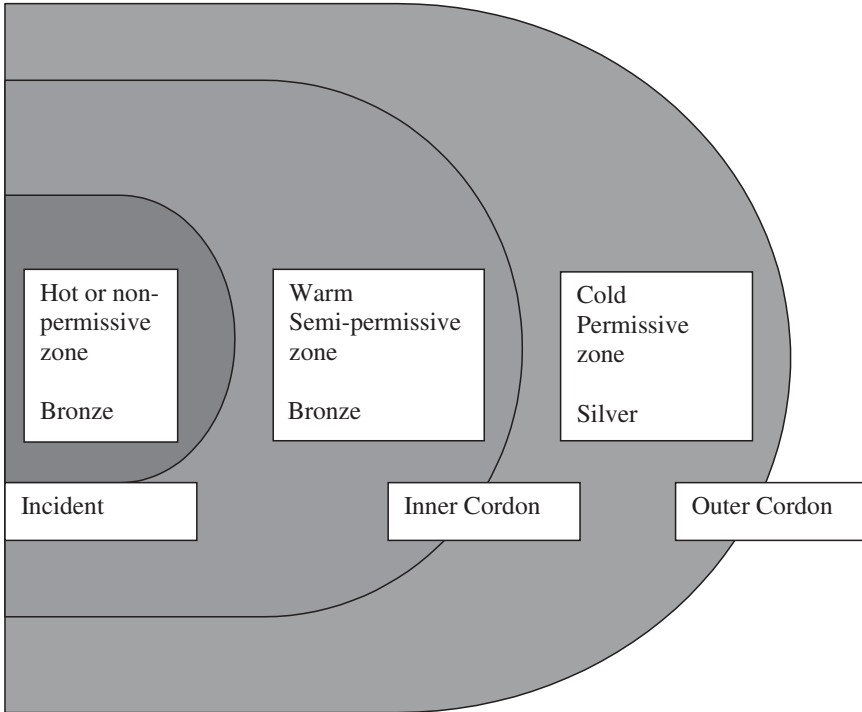 Hot or non-
permissive
zone
Bronze
Warm
Semi-permissive
zone
Bronze
Cold
Permissive
zone
Silver
Incident
Inner Cordon
Outer Cordon